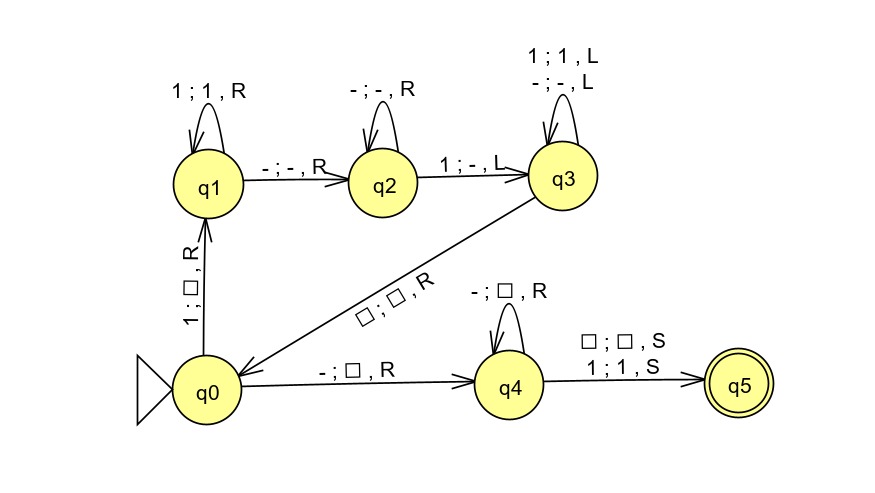 1 ; 1 , L
- ; - , L
1 ; 1 , R
- ; - , R
- ; - , R
1 ; - , L
q1
q2
q3
1 ; □ , R
□ ; □ , R
- ; □ , R
□ ; □ , S
1 ; 1 , S
- ; □ , R
q0
q4
q5